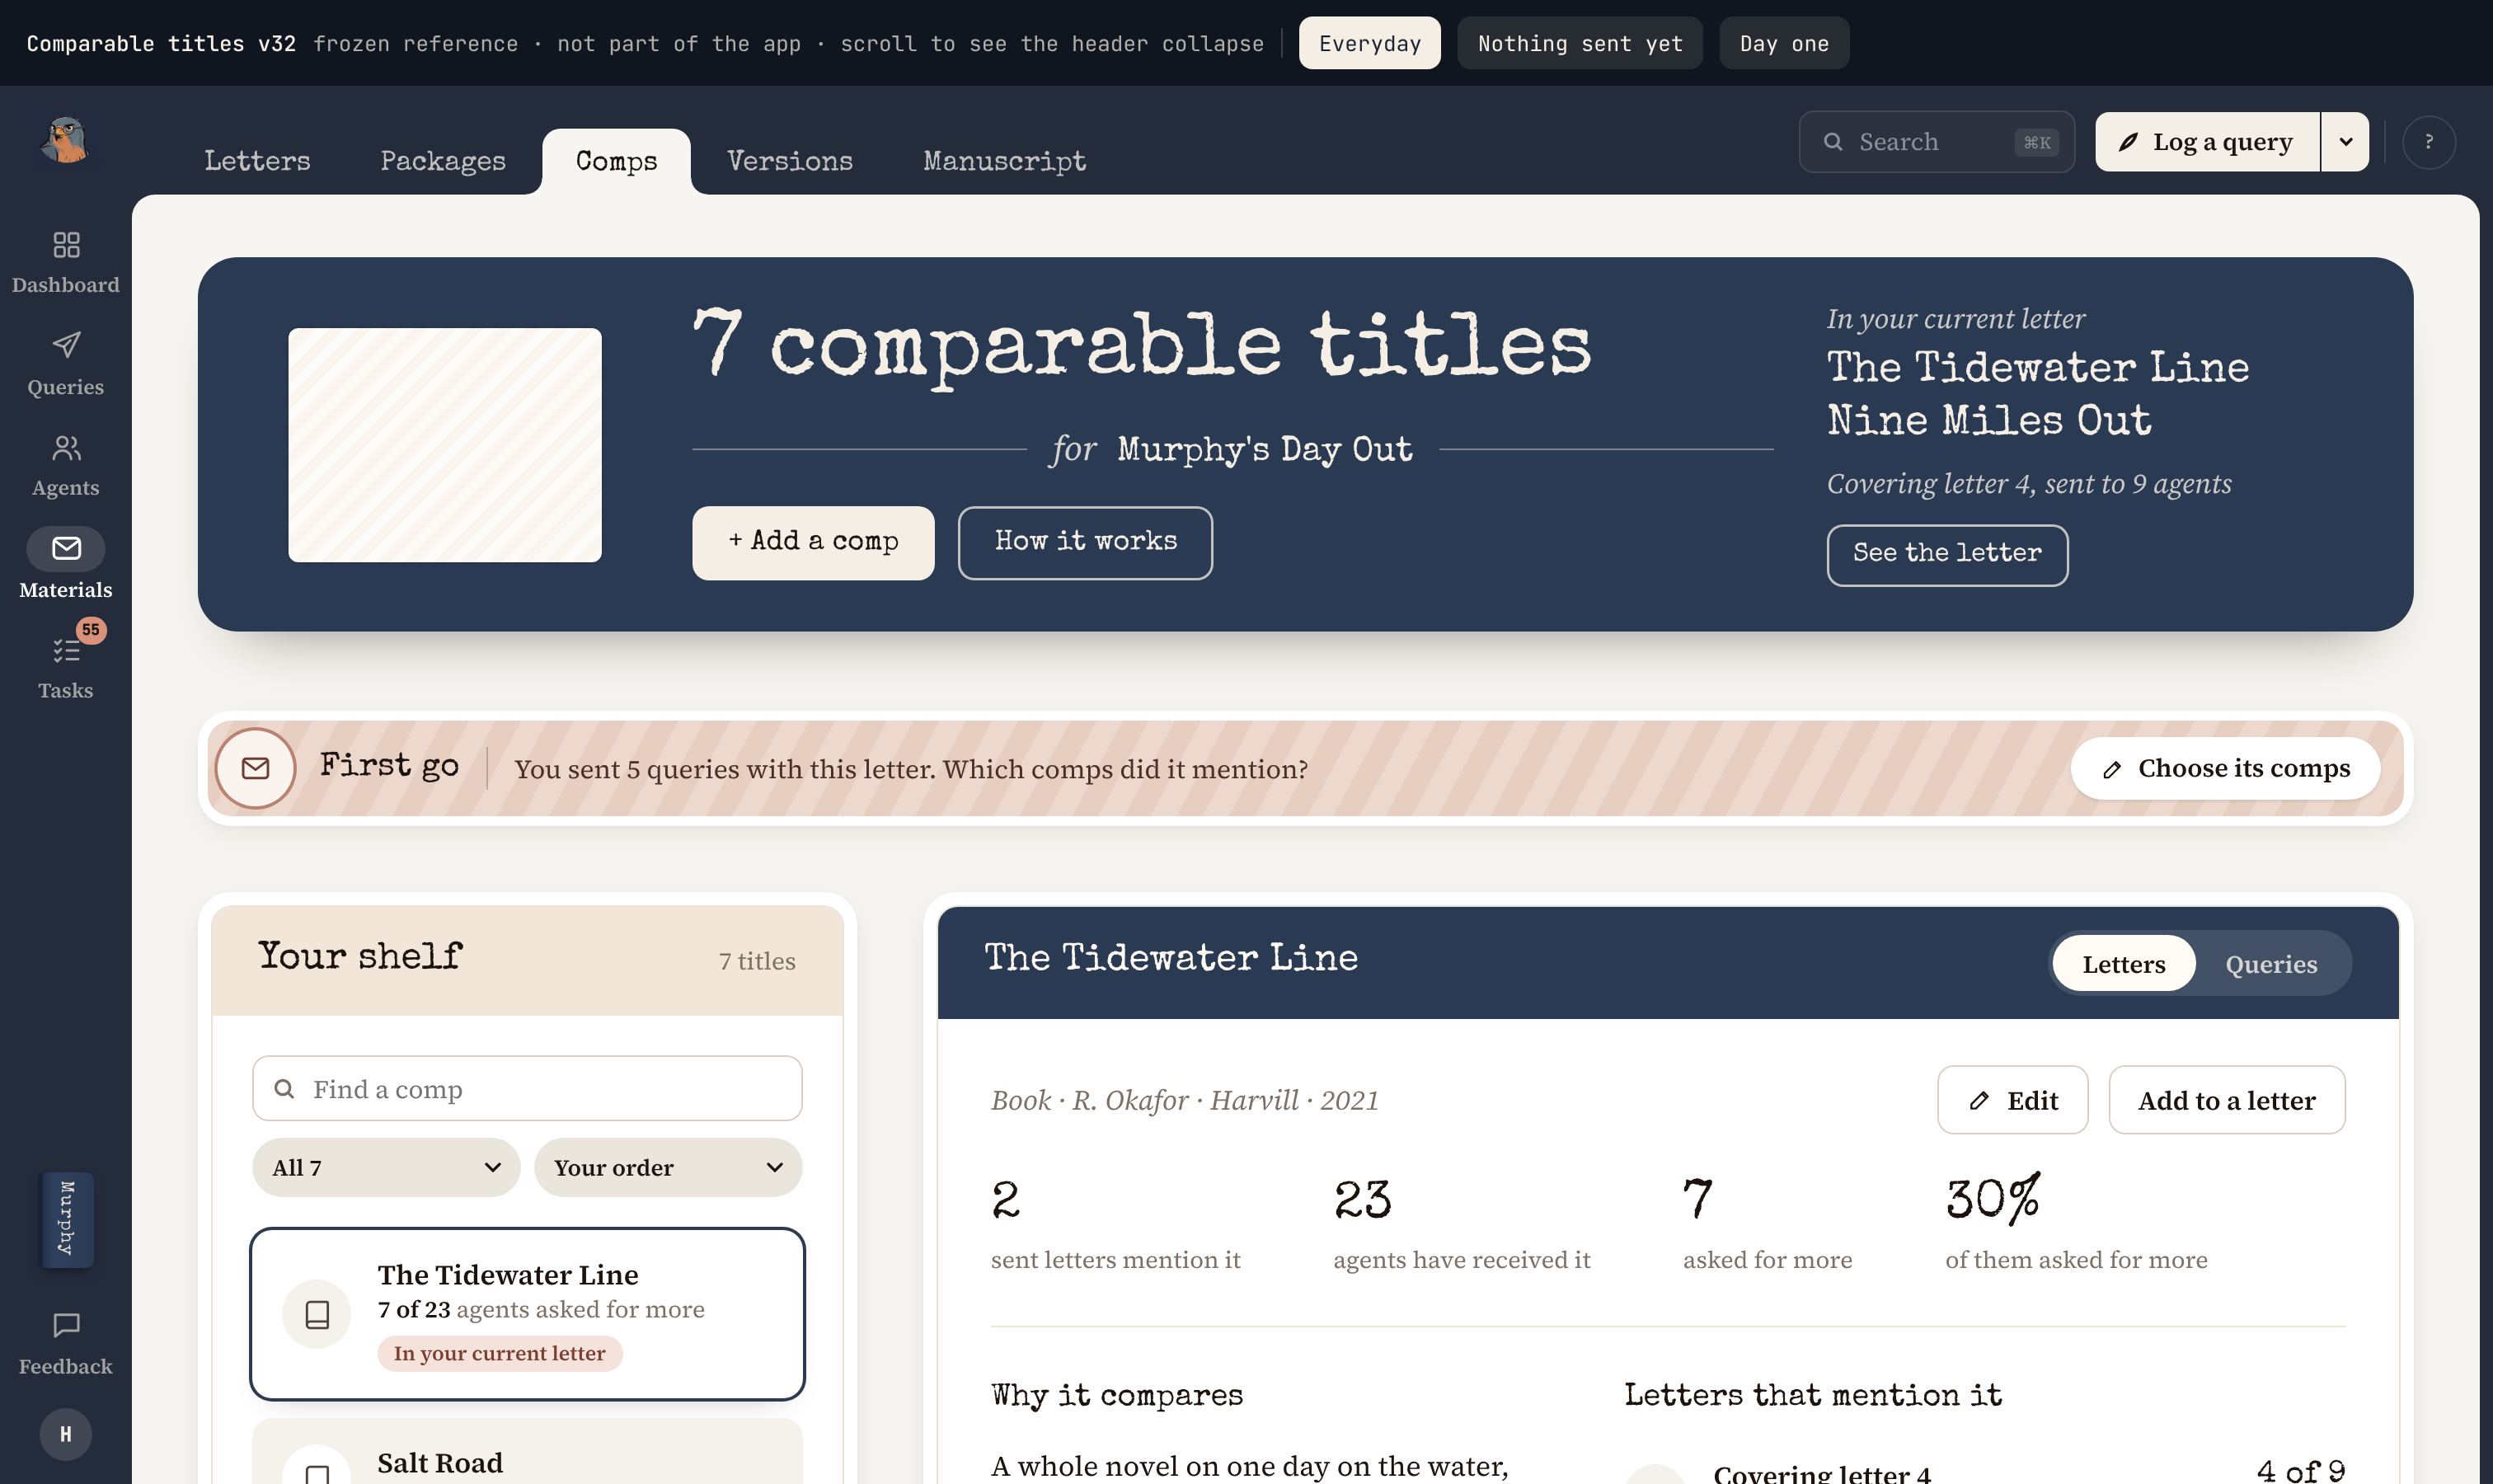 Comparable titles v32 frozen reference · not part of the app · scroll to see the header collapse Everyday Nothing sent yet Day one
Letters Packages Comps Versions Manuscript Search ⌘K Log a query ?
Dashboard
Queries
Agents
Materials
55
Tasks
Murphy
Feedback
H
7 comparable titles
for Murphy's Day Out
+ Add a comp How it works
In your current letter
The Tidewater Line
Nine Miles Out
Covering letter 4, sent to 9 agents
See the letter
First go You sent 5 queries with this letter. Which comps did it mention? Choose its comps
Your shelf 7 titles
Find a comp
All 7 Your order
The Tidewater Line
7 of 23 agents asked for more
In your current letter
Salt Road
The Tidewater Line Letters Queries
Book · R. Okafor · Harvill · 2021 Edit Add to a letter
2 23 7 30%
sent letters mention it agents have received it asked for more of them asked for more
Why it compares
A whole novel on one day on the water,
Letters that mention it
Covering letter 4 4 of 9